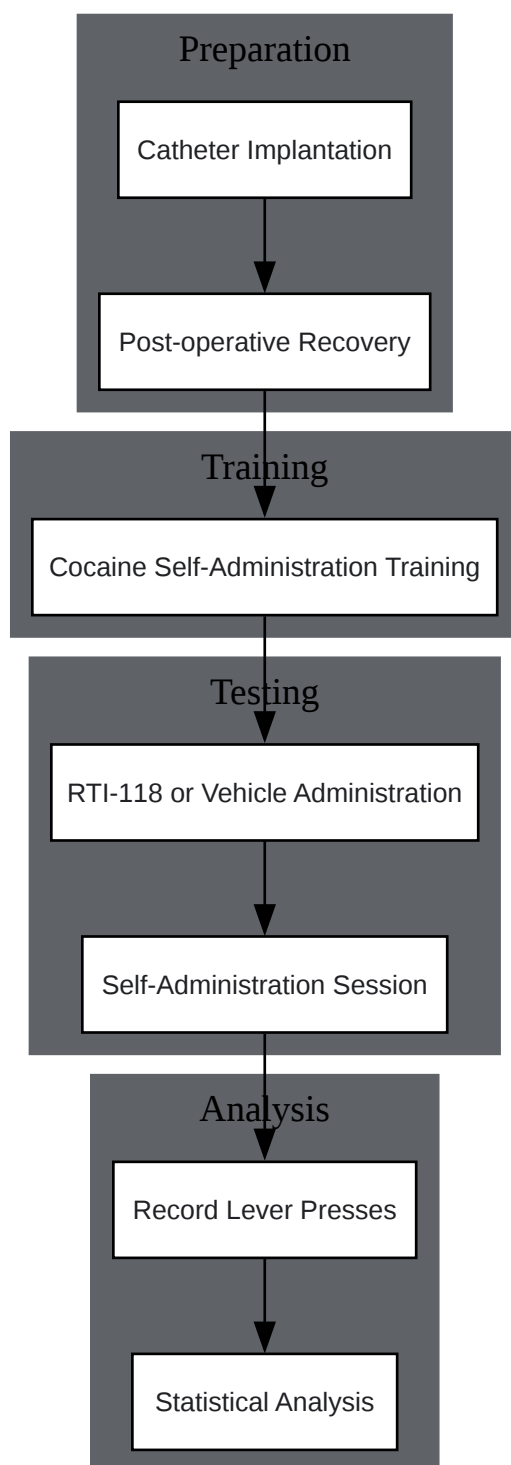 Preparation
Catheter Implantation
Post-operative Recovery
Training
Cocaine Self-Administration Training
Testing
RTI-118 or Vehicle Administration
Self-Administration Session
Analysis
Record Lever Presses
Statistical Analysis